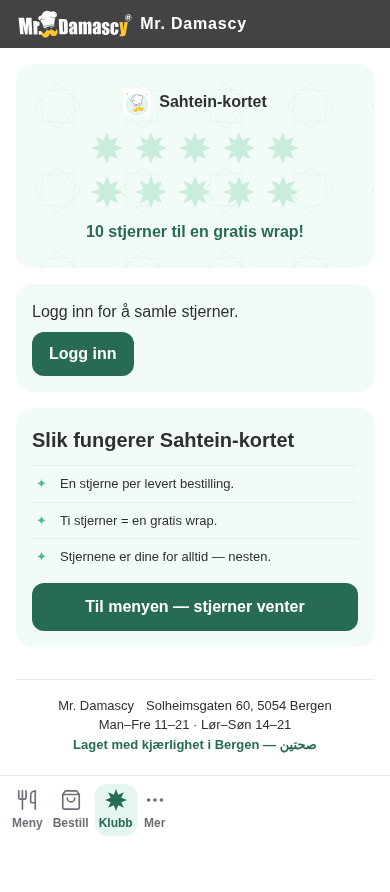 Mr. Damascy® Mr. Damascy
Sahtein-kortet
10 stjerner til en gratis wrap!
Logg inn for å samle stjerner.
Logg inn
Slik fungerer Sahtein-kortet
En stjerne per levert bestilling.
Ti stjerner = en gratis wrap.
Stjernene er dine for alltid — nesten.
Til menyen — stjerner venter
Mr. Damascy Solheimsgaten 60, 5054 Bergen
Man–Fre 11–21 · Lør–Søn 14–21
Laget med kjærlighet i Bergen — صحتين
Meny Bestill Klubb Mer